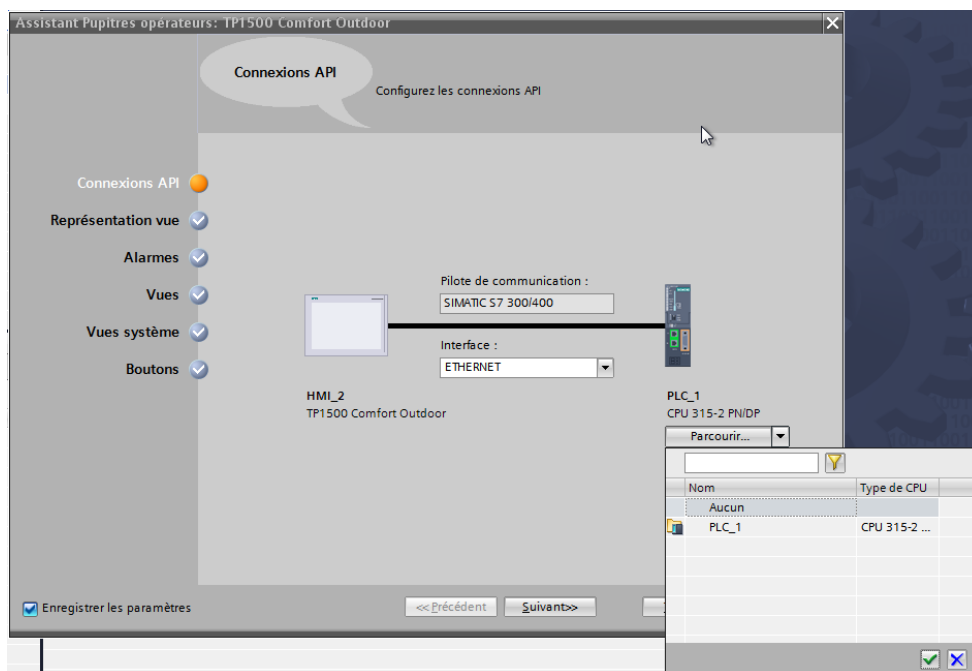 Assistant Pupitres opérateurs: TP1500 Comfort Outdoor
Connexions API
Configurez les connexions API
Connexions API
Représentation vue
Alarmes
Vues
Vues système
Boutons
Pilote de communication :
SIMATIC S7 300/400
Interface :
ETHERNET
HMI_2
TP1500 Comfort Outdoor
PLC_1
CPU 315-2 PN/DP
Parcourir...
Nom Type de CPU
Aucun
PLC_1 CPU 315-2 ...
Enregistrer les paramètres
<< Précédent Suivant>>